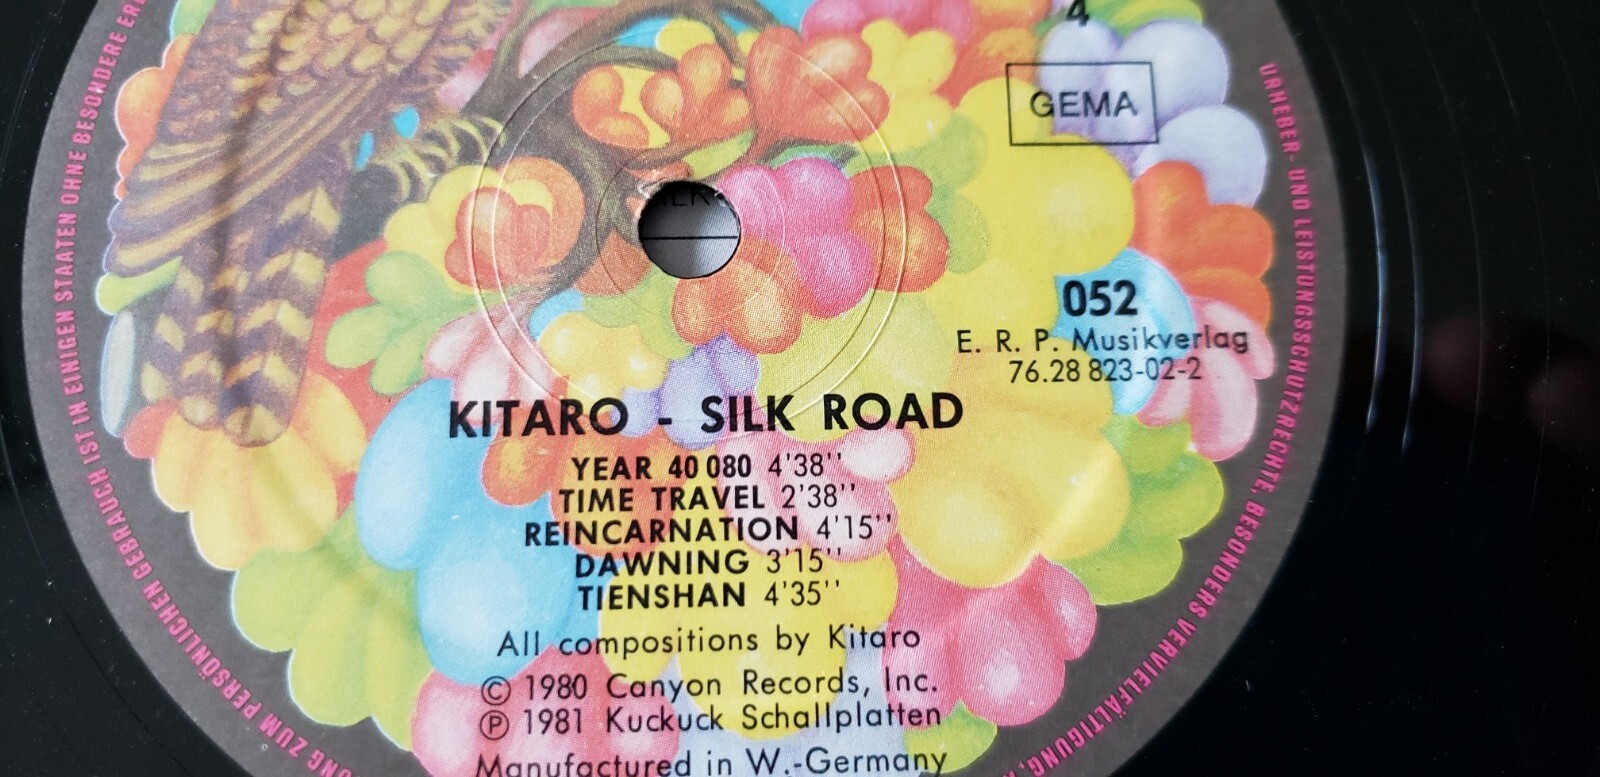 4
GEMA
052
E. R. P. Musikverlag
76.28 823-02-2
KITARO - SILK ROAD
YEAR 40 080 4'38''
TIME TRAVEL 2'38''
REINCARNATION 4'15''
DAWNING 3'15''
TIENSHAN 4'35''
All compositions by Kitaro
© 1980 Canyon Records, Inc.
℗ 1981 Kuckuck Schallplatten
Manufactured in W.-Germany
URHEBER- UND LEISTUNGSSCHUTZRECHTE, BESONDERS VERVIELFÄLTIGUNG,
ZUM PERSÖNLICHEN GEBRAUCH IST IN EINIGEN STAATEN OHNE BESONDERE